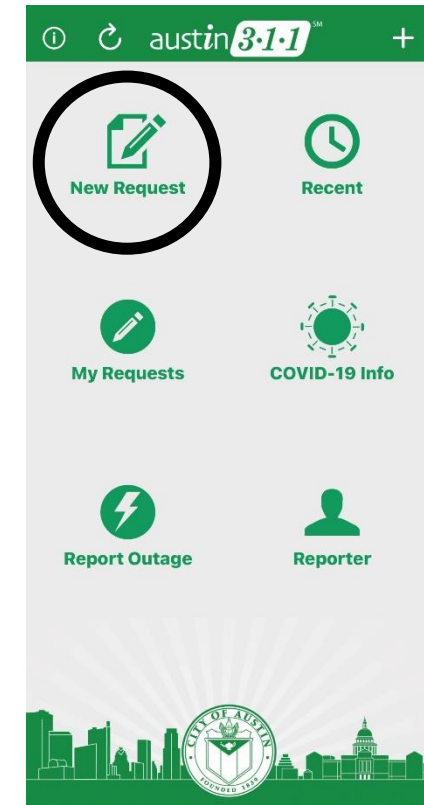 austin 3·1·1 SM
New Request
Recent
My Requests
COVID-19 Info
Report Outage
Reporter
CITY OF AUSTIN
FOUNDED 1839